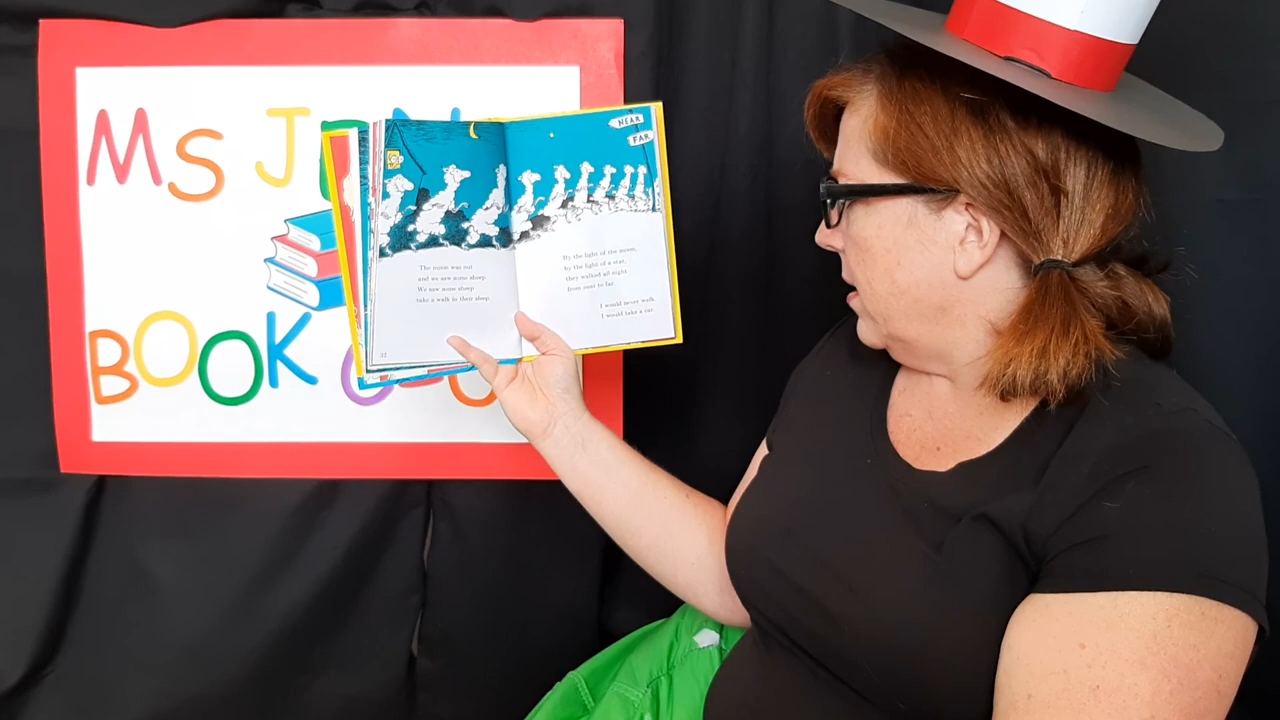 MS J
BOOK
NEAR
FAR
The moon was out
and we saw some sheep.
We saw some sheep
take a walk in their sleep.
22
By the light of the moon,
by the light of a star,
they walked all night
from near to far.
I would never walk.
I would take a car.